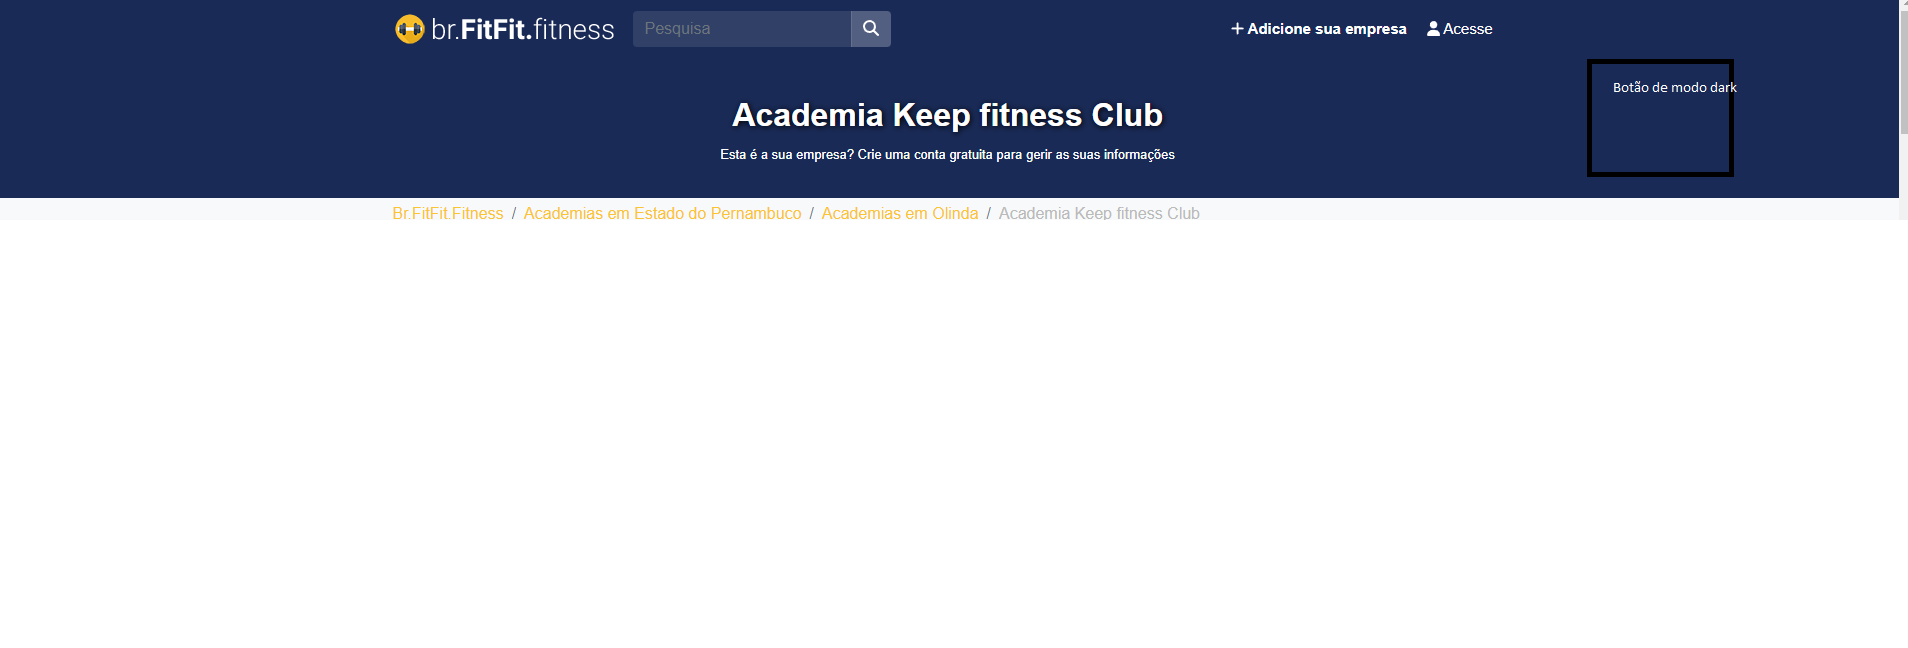 br.FitFit.fitness
Pesquisa
+ Adicione sua empresa
Acesse
Botão de modo dark
Academia Keep fitness Club
Esta é a sua empresa? Crie uma conta gratuita para gerir as suas informações
Br.FitFit.Fitness / Academias em Estado do Pernambuco / Academias em Olinda / Academia Keep fitness Club